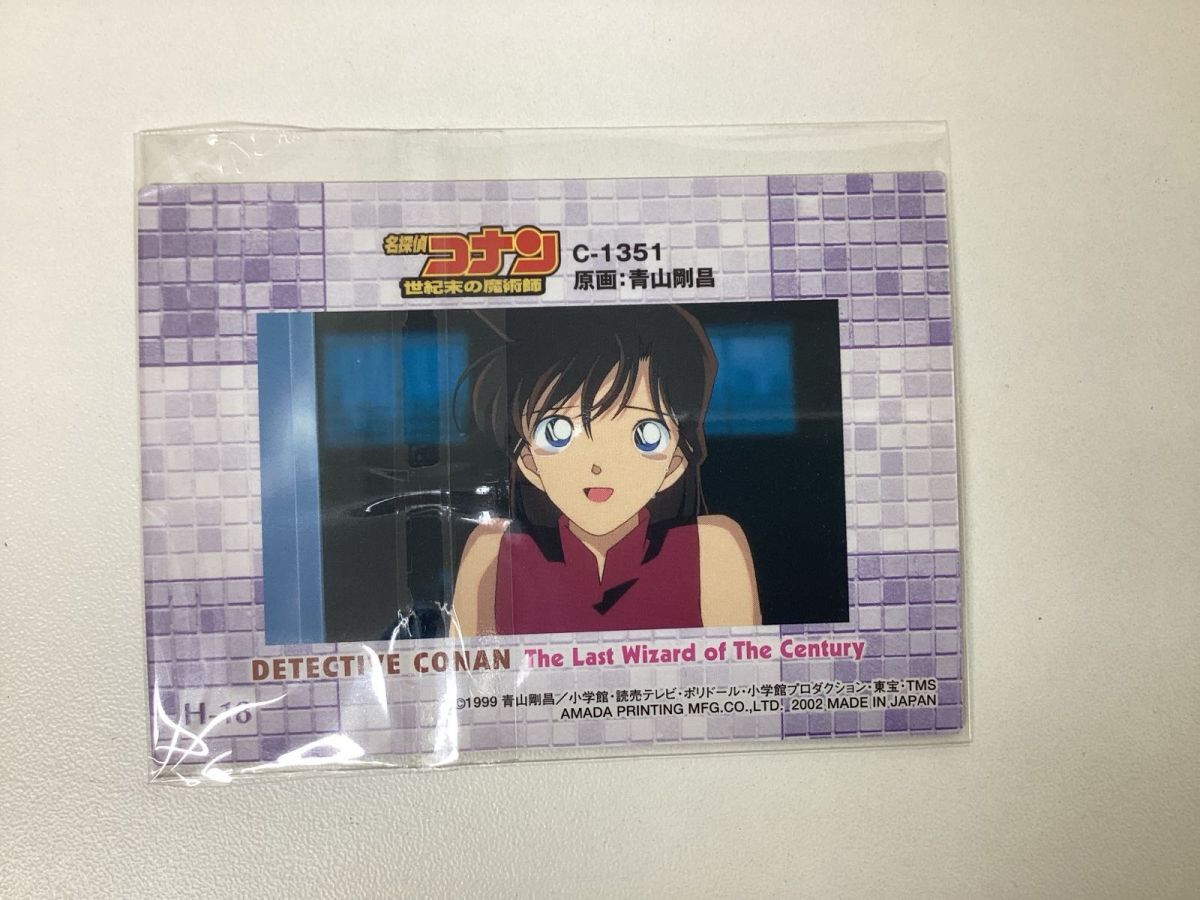 名探偵
コナン
世紀末の魔術師
C-1351
原画：青山剛昌
DETECTIVE CONAN The Last Wizard of The Century
H-18
©1999 青山剛昌／小学館・読売テレビ・ポリドール・小学館プロダクション・東宝・TMS
AMADA PRINTING MFG.CO.,LTD. 2002 MADE IN JAPAN